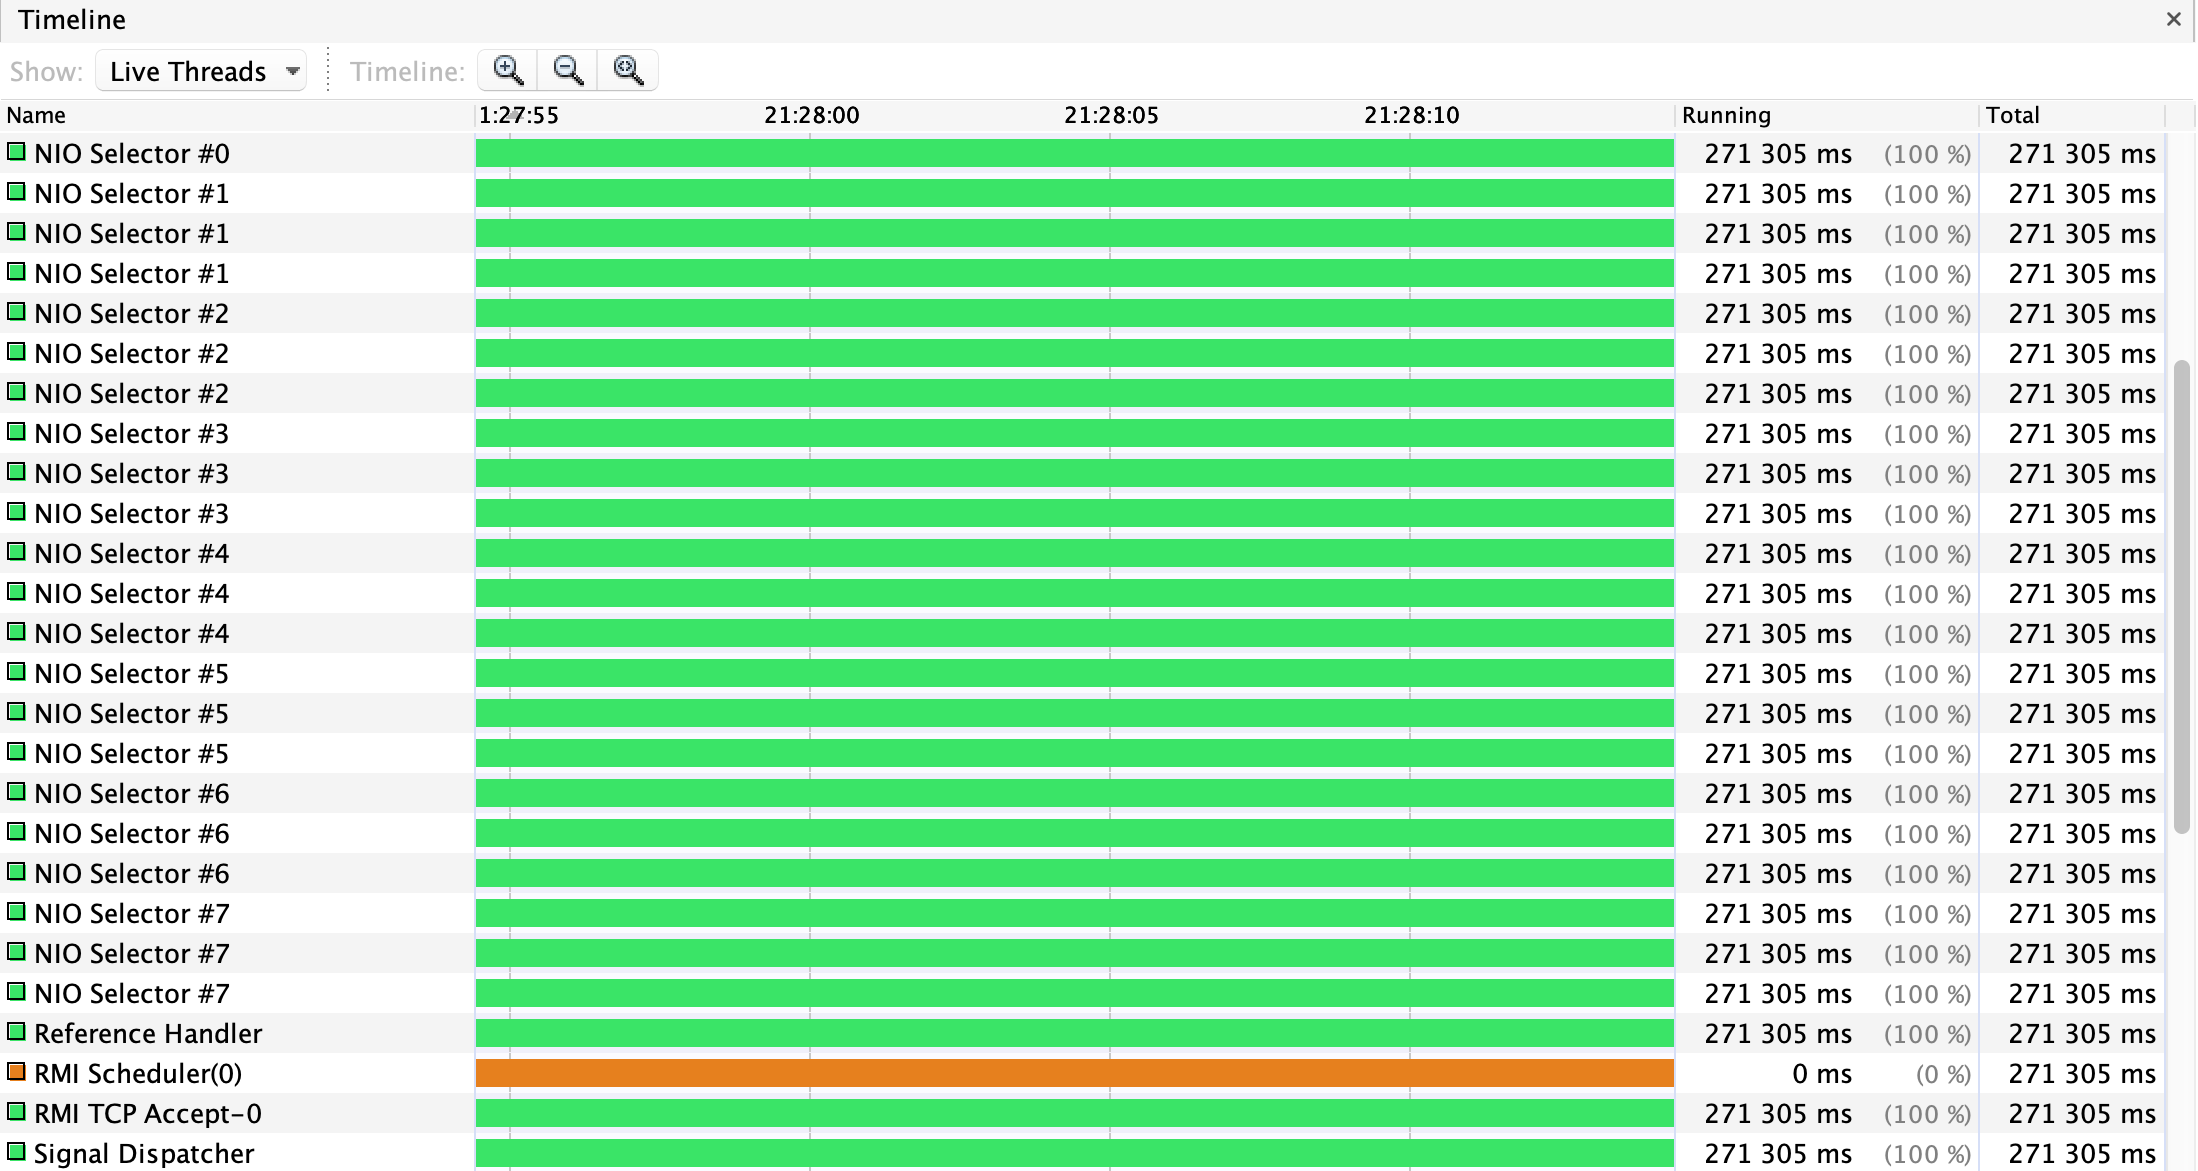 Timeline ×
Show: Live Threads Timeline:
Name 1:27:55 21:28:00 21:28:05 21:28:10 Running Total
NIO Selector #0 271 305 ms (100 %) 271 305 ms
NIO Selector #1 271 305 ms (100 %) 271 305 ms
NIO Selector #1 271 305 ms (100 %) 271 305 ms
NIO Selector #1 271 305 ms (100 %) 271 305 ms
NIO Selector #2 271 305 ms (100 %) 271 305 ms
NIO Selector #2 271 305 ms (100 %) 271 305 ms
NIO Selector #2 271 305 ms (100 %) 271 305 ms
NIO Selector #3 271 305 ms (100 %) 271 305 ms
NIO Selector #3 271 305 ms (100 %) 271 305 ms
NIO Selector #3 271 305 ms (100 %) 271 305 ms
NIO Selector #4 271 305 ms (100 %) 271 305 ms
NIO Selector #4 271 305 ms (100 %) 271 305 ms
NIO Selector #4 271 305 ms (100 %) 271 305 ms
NIO Selector #5 271 305 ms (100 %) 271 305 ms
NIO Selector #5 271 305 ms (100 %) 271 305 ms
NIO Selector #5 271 305 ms (100 %) 271 305 ms
NIO Selector #6 271 305 ms (100 %) 271 305 ms
NIO Selector #6 271 305 ms (100 %) 271 305 ms
NIO Selector #6 271 305 ms (100 %) 271 305 ms
NIO Selector #7 271 305 ms (100 %) 271 305 ms
NIO Selector #7 271 305 ms (100 %) 271 305 ms
NIO Selector #7 271 305 ms (100 %) 271 305 ms
Reference Handler 271 305 ms (100 %) 271 305 ms
RMI Scheduler(0) 0 ms (0 %) 271 305 ms
RMI TCP Accept-0 271 305 ms (100 %) 271 305 ms
Signal Dispatcher 271 305 ms (100 %) 271 305 ms